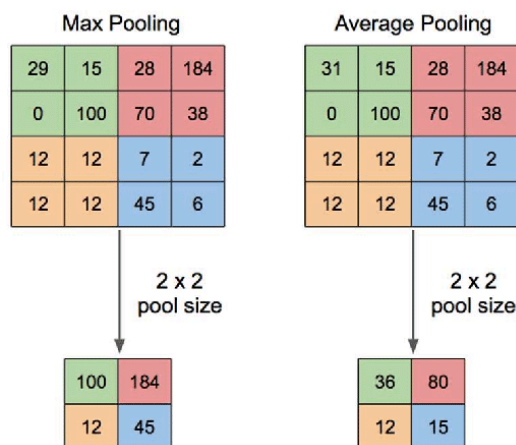 Max Pooling
29 15 28 184
0 100 70 38
12 12 7 2
12 12 45 6
2 x 2
pool size
100 184
12 45
Average Pooling
31 15 28 184
0 100 70 38
12 12 7 2
12 12 45 6
2 x 2
pool size
36 80
12 15